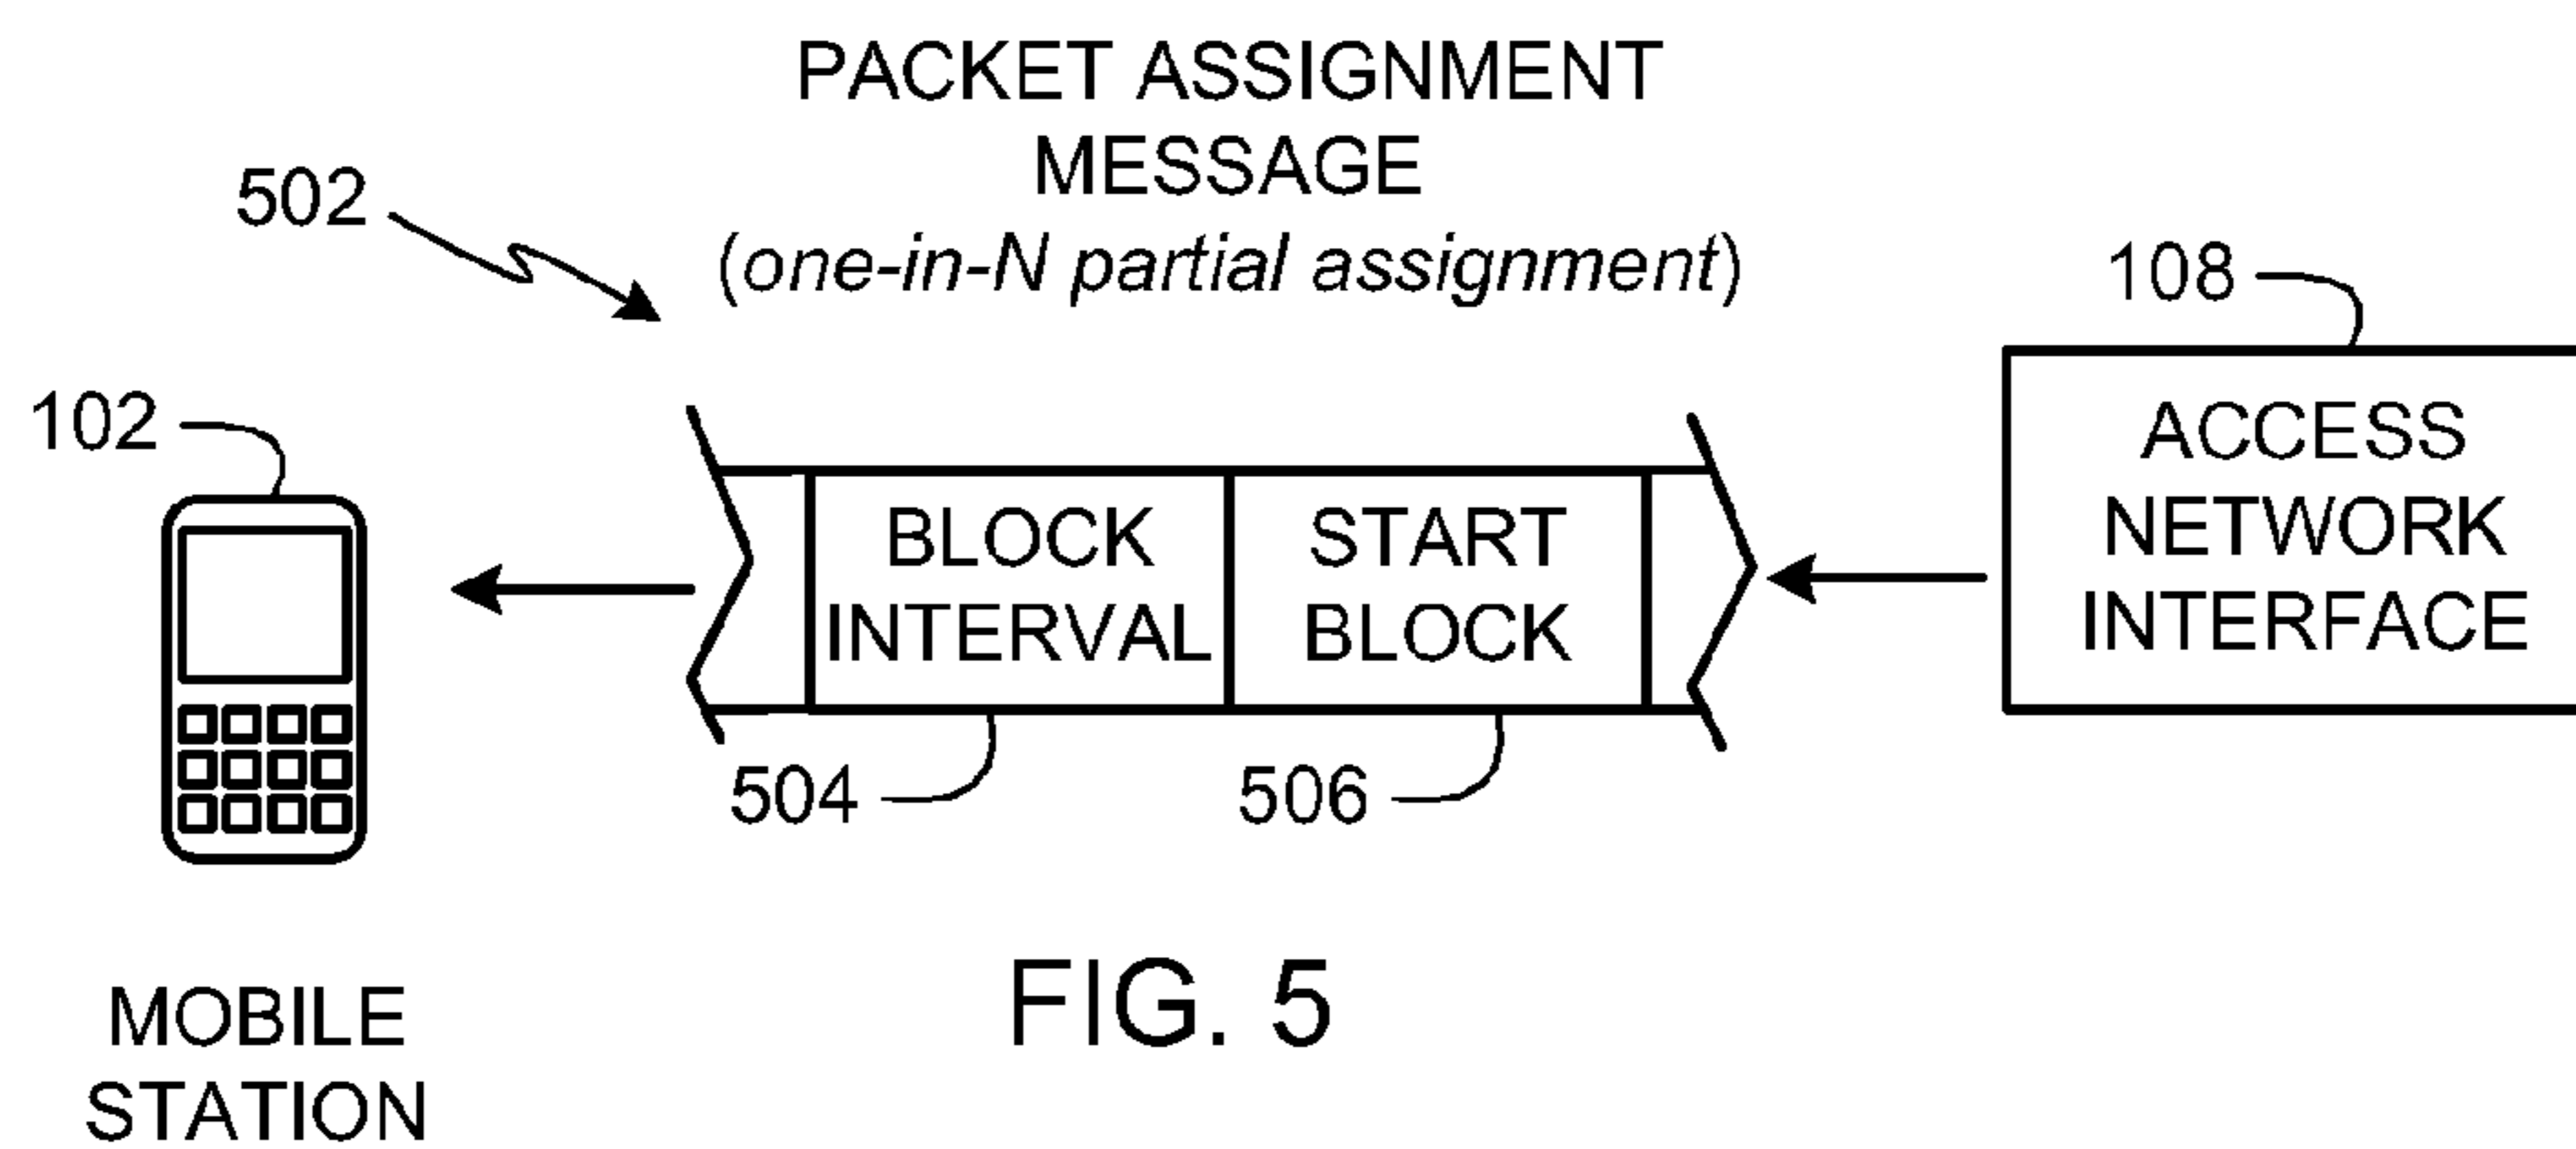 PACKET ASSIGNMENT
MESSAGE
(one-in-N partial assignment)
502
108
102
ACCESS
NETWORK
INTERFACE
BLOCK
INTERVAL
START
BLOCK
504
506
MOBILE
STATION
FIG. 5